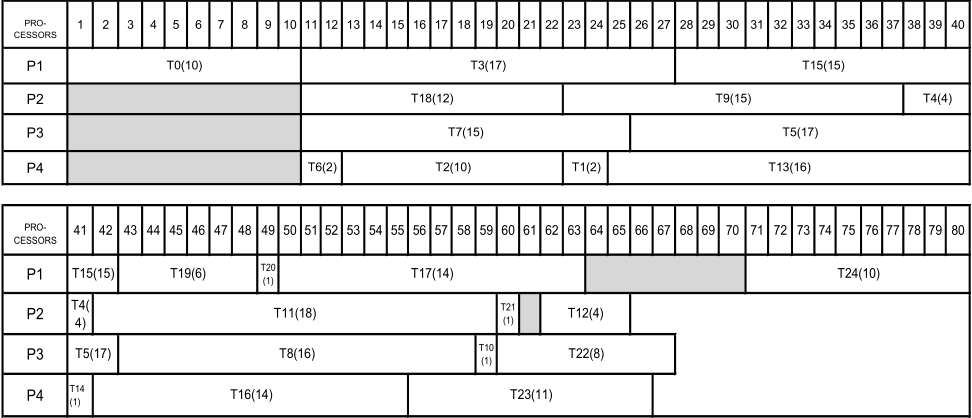 PRO-
CESSORS 1 2 3 4 5 6 7 8 9 10 11 12 13 14 15 16 17 18 19 20 21 22 23 24 25 26 27 28 29 30 31 32 33 34 35 36 37 38 39 40
P1 T0(10) T3(17) T15(15)
P2 T18(12) T9(15) T4(4)
P3 T7(15) T5(17)
P4 T6(2) T2(10) T1(2) T13(16)
PRO-
CESSORS 41 42 43 44 45 46 47 48 49 50 51 52 53 54 55 56 57 58 59 60 61 62 63 64 65 66 67 68 69 70 71 72 73 74 75 76 77 78 79 80
P1 T15(15) T19(6) T20
(1) T17(14) T24(10)
P2 T4(
4) T11(18) T21
(1) T12(4)
P3 T5(17) T8(16) T10
(1) T22(8)
P4 T14
(1) T16(14) T23(11)